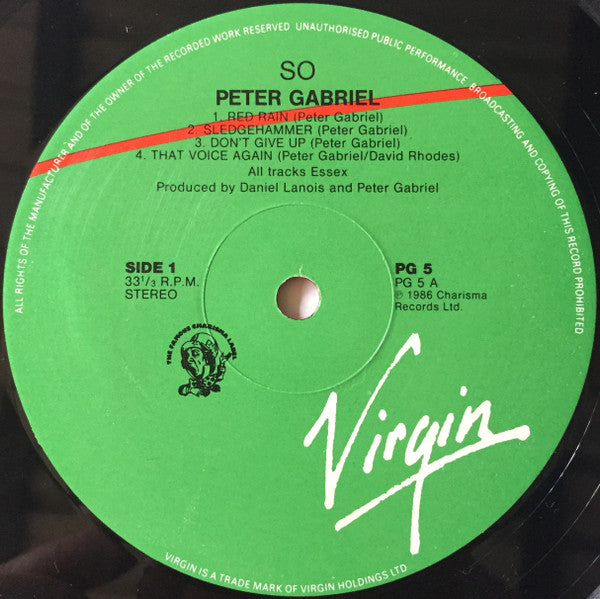 ALL RIGHTS OF THE MANUFACTURER AND OF THE OWNER OF THE RECORDED WORK RESERVED UNAUTHORISED PUBLIC PERFORMANCE, BROADCASTING AND COPYING OF THIS RECORD PROHIBITED
SO
PETER GABRIEL
1. RED RAIN (Peter Gabriel)
2. SLEDGEHAMMER (Peter Gabriel)
3. DON'T GIVE UP (Peter Gabriel)
4. THAT VOICE AGAIN (Peter Gabriel/David Rhodes)
All tracks Essex
Produced by Daniel Lanois and Peter Gabriel
SIDE 1
33 1/3 R.P.M.
STEREO
PG 5
PG 5 A
℗ 1986 Charisma
Records Ltd.
THE FAMOUS CHARISMA LABEL
Virgin
VIRGIN IS A TRADE MARK OF VIRGIN HOLDINGS LTD